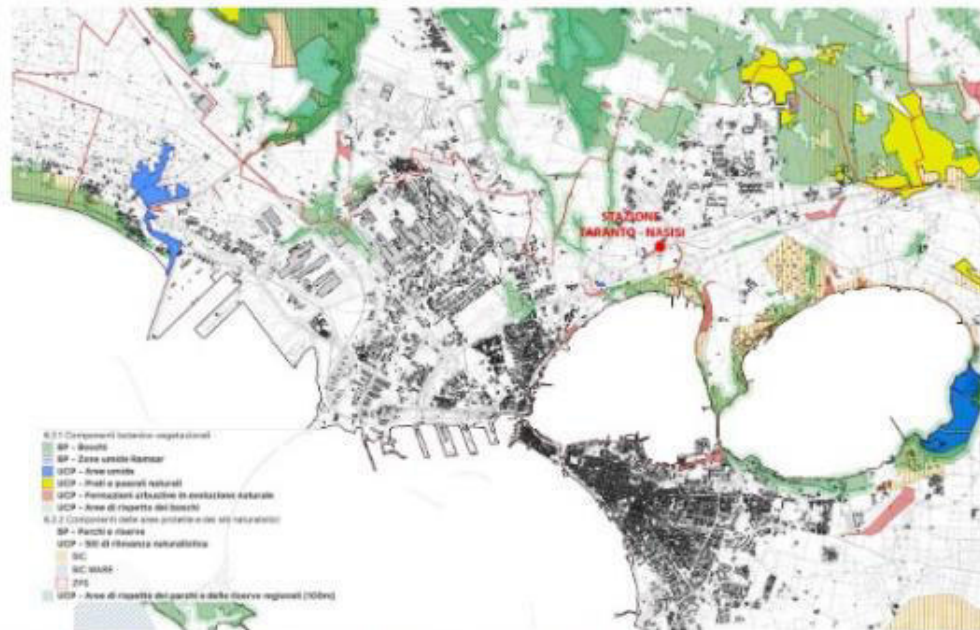 STAZIONE
TARANTO - NASISI
6.3.1 Componenti botanico-vegetazionali
BP - Boschi
BP - Zone umide Ramsar
UCP - Aree umide
UCP - Prati e pascoli naturali
UCP - Formazioni arbustive in evoluzione naturale
UCP - Aree di rispetto dei boschi
6.3.2 Componenti delle aree protette e dei siti naturalistici
BP - Parchi e riserve
UCP - Siti di rilevanza naturalistica
SIC
SIC MARE
ZPS
UCP - Aree di rispetto dei parchi e delle riserve regionali (100m)